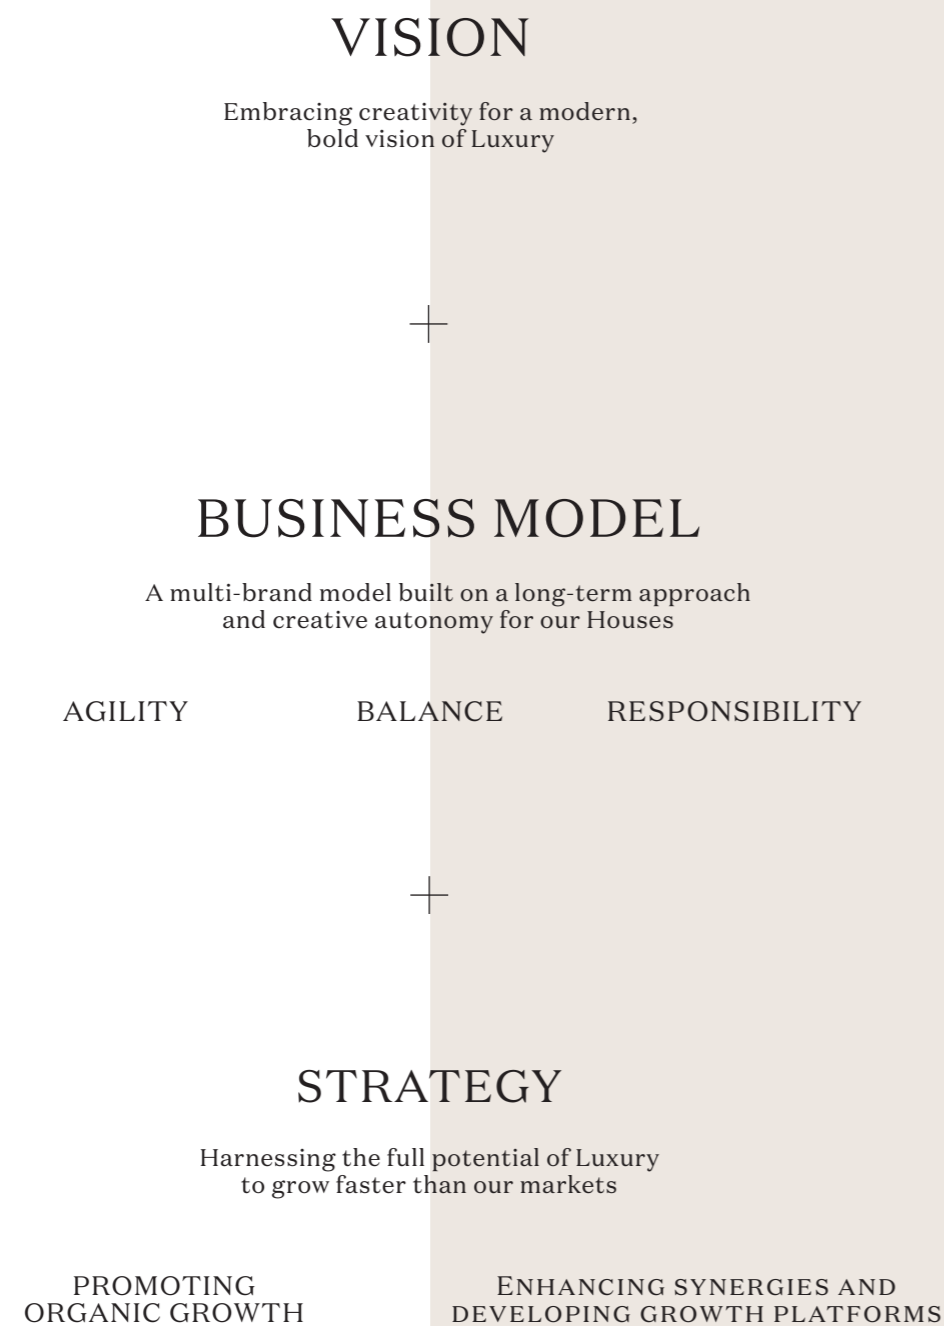 VISION
Embracing creativity for a modern,
bold vision of Luxury
BUSINESS MODEL
A multi-brand model built on a long-term approach
and creative autonomy for our Houses
AGILITY BALANCE RESPONSIBILITY
STRATEGY
Harnessing the full potential of Luxury
to grow faster than our markets
PROMOTING
ORGANIC GROWTH
ENHANCING SYNERGIES AND
DEVELOPING GROWTH PLATFORMS